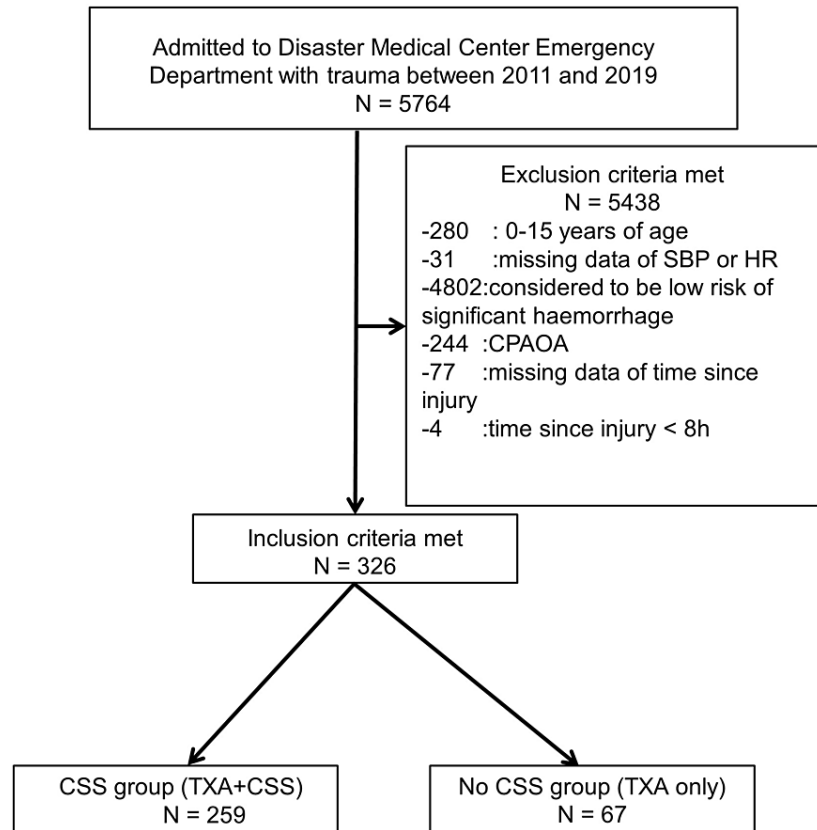 Admitted to Disaster Medical Center Emergency
Department with trauma between 2011 and 2019
N = 5764
Exclusion criteria met
N = 5438
-280 : 0-15 years of age
-31 :missing data of SBP or HR
-4802:considered to be low risk of
significant haemorrhage
-244 :CPAOA
-77 :missing data of time since
injury
-4 :time since injury < 8h
Inclusion criteria met
N = 326
CSS group (TXA+CSS)
N = 259
No CSS group (TXA only)
N = 67